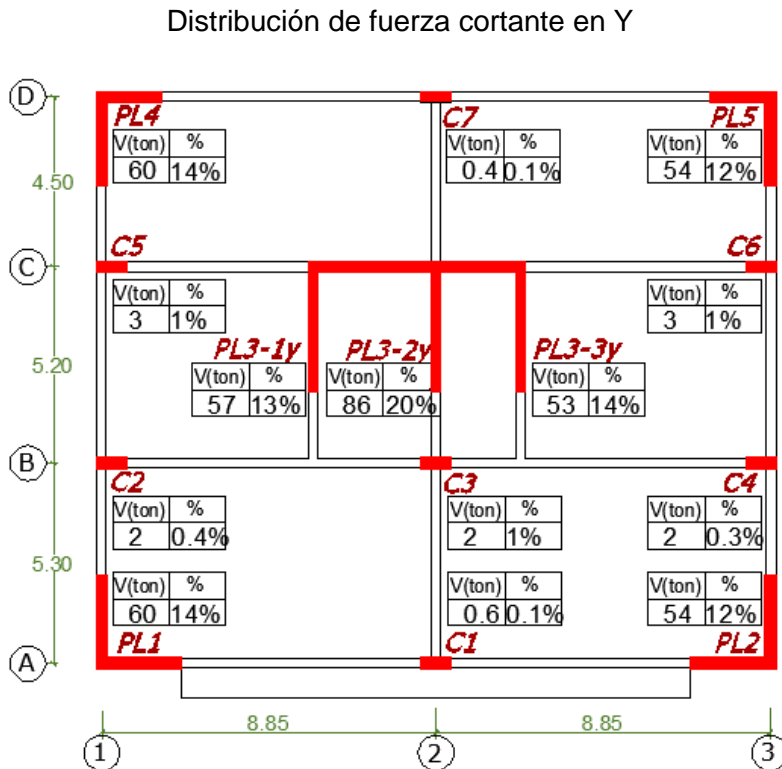 Distribución de fuerza cortante en Y
D
PL4
C7
PL5
V(ton) %
60 14%
V(ton) %
0.4 0.1%
V(ton) %
54 12%
4.50
C5
C6
C
V(ton) %
3 1%
V(ton) %
3 1%
PL3-1y
PL3-2y
PL3-3y
5.20
V(ton) %
57 13%
V(ton) %
86 20%
V(ton) %
53 14%
B
C2
C3
C4
V(ton) %
2 0.4%
V(ton) %
2 1%
V(ton) %
2 0.3%
5.30
V(ton) %
60 14%
V(ton) %
0.6 0.1%
V(ton) %
54 12%
PL1
C1
PL2
A
8.85
8.85
1
2
3